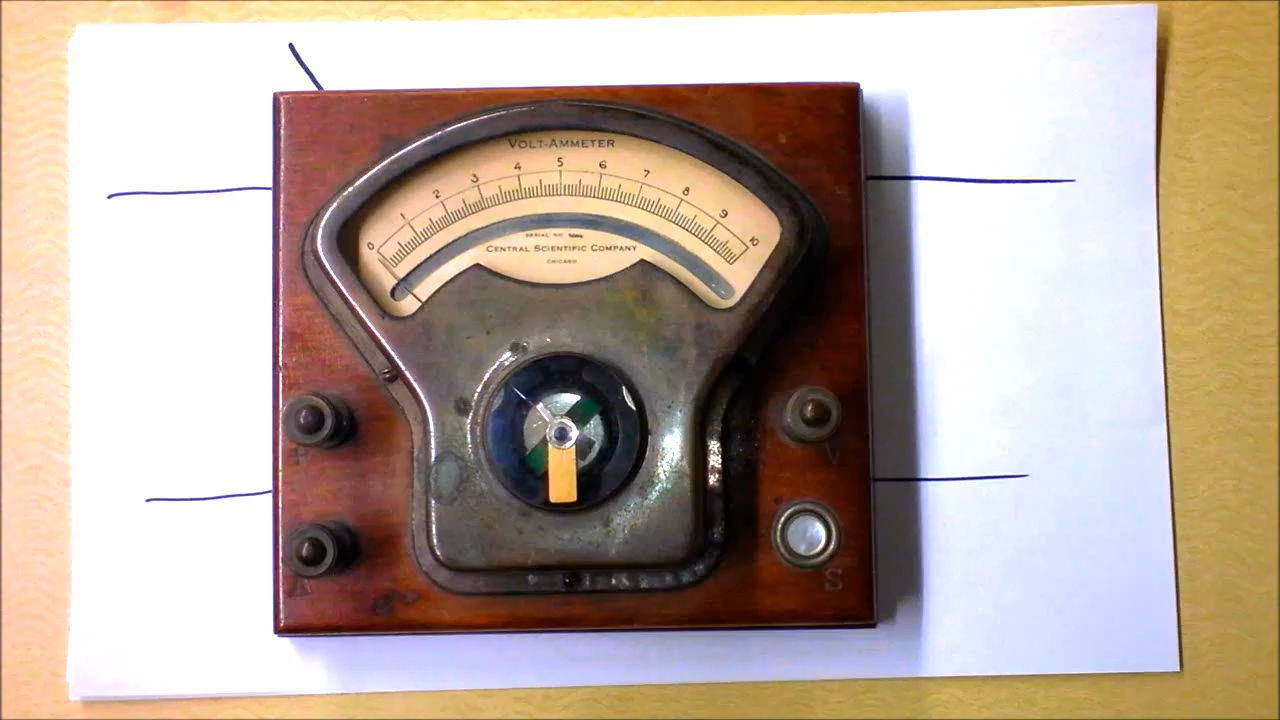 VOLT-AMMETER
0 1 2 3 4 5 6 7 8 9 10
SERIAL NO.
CENTRAL SCIENTIFIC COMPANY
CHICAGO
V
A
S